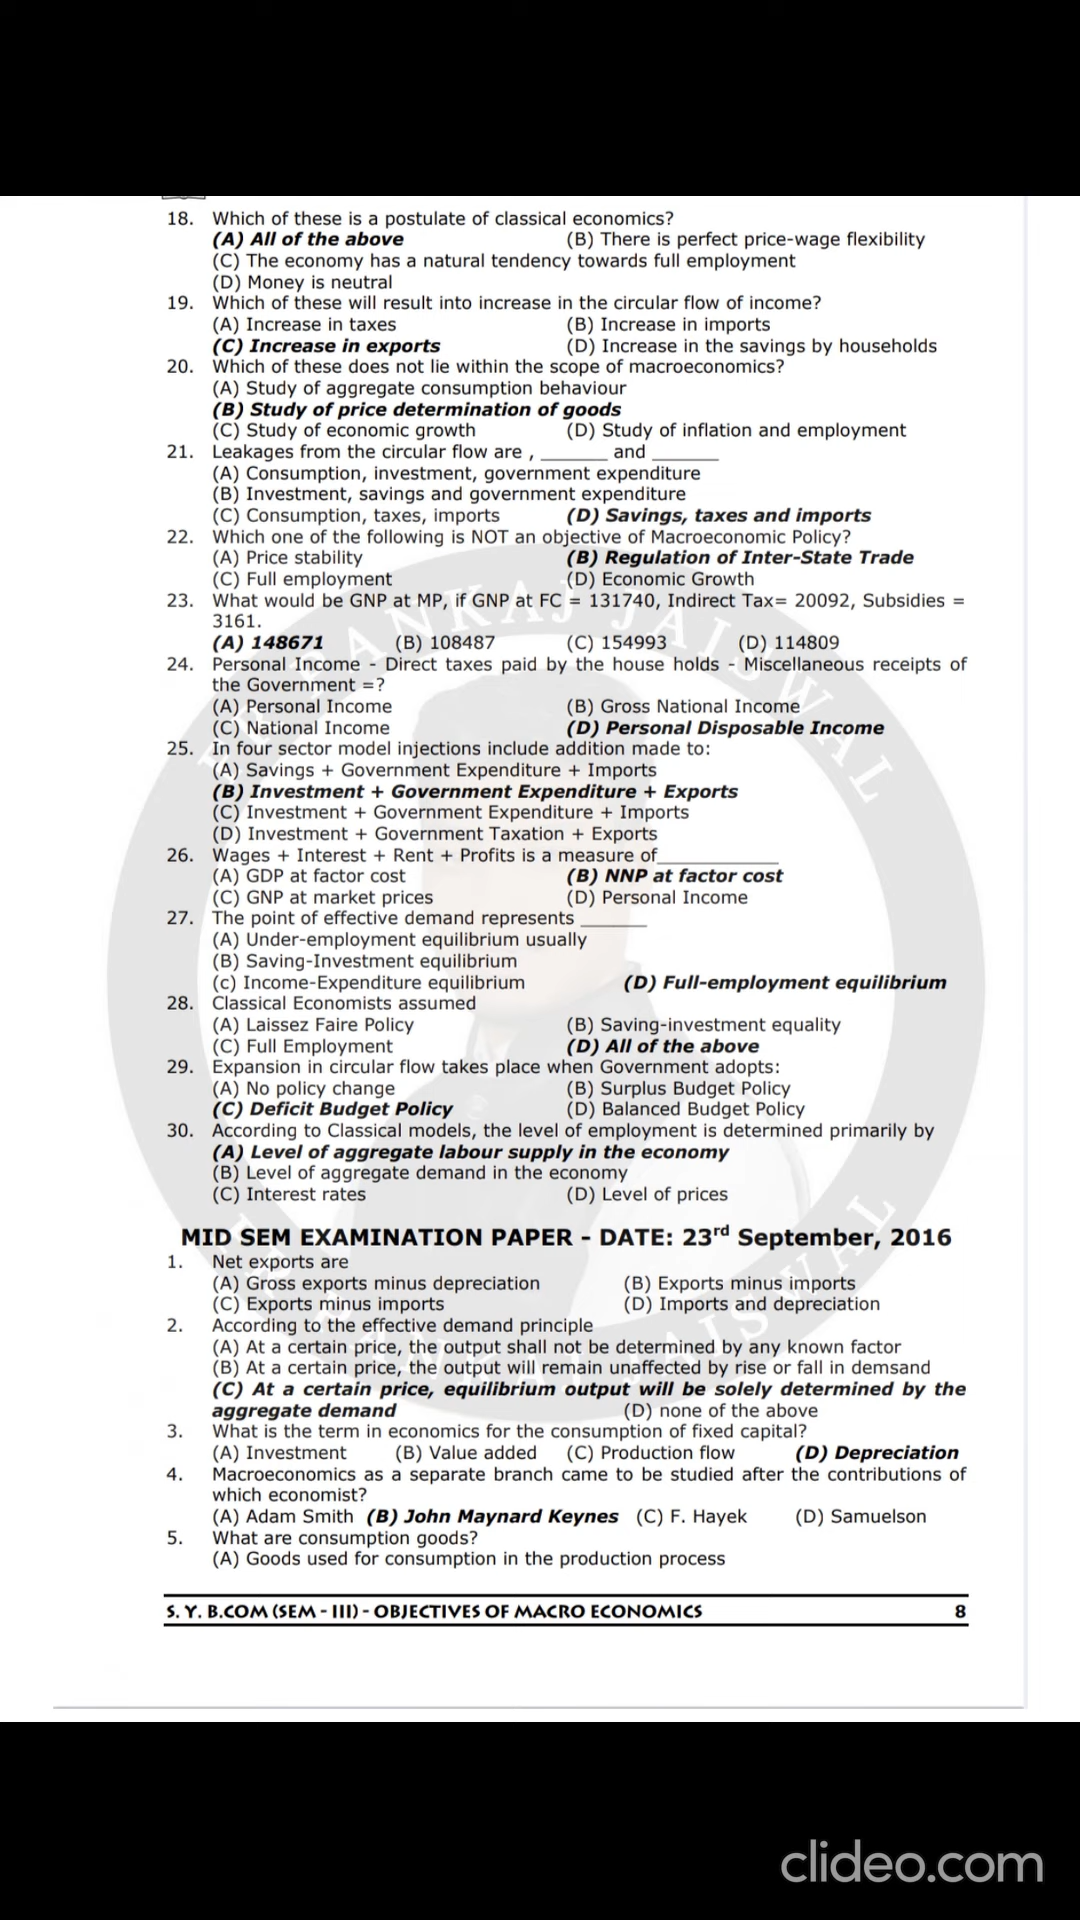 18. Which of these is a postulate of classical economics?
(A) All of the above (B) There is perfect price-wage flexibility
(C) The economy has a natural tendency towards full employment
(D) Money is neutral
19. Which of these will result into increase in the circular flow of income?
(A) Increase in taxes (B) Increase in imports
(C) Increase in exports (D) Increase in the savings by households
20. Which of these does not lie within the scope of macroeconomics?
(A) Study of aggregate consumption behaviour
(B) Study of price determination of goods
(C) Study of economic growth (D) Study of inflation and employment
21. Leakages from the circular flow are , ______ and ______
(A) Consumption, investment, government expenditure
(B) Investment, savings and government expenditure
(C) Consumption, taxes, imports (D) Savings, taxes and imports
22. Which one of the following is NOT an objective of Macroeconomic Policy?
(A) Price stability (B) Regulation of Inter-State Trade
(C) Full employment (D) Economic Growth
23. What would be GNP at MP, if GNP at FC = 131740, Indirect Tax= 20092, Subsidies =
3161.
(A) 148671 (B) 108487 (C) 154993 (D) 114809
24. Personal Income - Direct taxes paid by the house holds - Miscellaneous receipts of
the Government =?
(A) Personal Income (B) Gross National Income
(C) National Income (D) Personal Disposable Income
25. In four sector model injections include addition made to:
(A) Savings + Government Expenditure + Imports
(B) Investment + Government Expenditure + Exports
(C) Investment + Government Expenditure + Imports
(D) Investment + Government Taxation + Exports
26. Wages + Interest + Rent + Profits is a measure of___________
(A) GDP at factor cost (B) NNP at factor cost
(C) GNP at market prices (D) Personal Income
27. The point of effective demand represents ______
(A) Under-employment equilibrium usually
(B) Saving-Investment equilibrium
(c) Income-Expenditure equilibrium (D) Full-employment equilibrium
28. Classical Economists assumed
(A) Laissez Faire Policy (B) Saving-investment equality
(C) Full Employment (D) All of the above
29. Expansion in circular flow takes place when Government adopts:
(A) No policy change (B) Surplus Budget Policy
(C) Deficit Budget Policy (D) Balanced Budget Policy
30. According to Classical models, the level of employment is determined primarily by
(A) Level of aggregate labour supply in the economy
(B) Level of aggregate demand in the economy
(C) Interest rates (D) Level of prices
MID SEM EXAMINATION PAPER - DATE: 23rd September, 2016
1. Net exports are
(A) Gross exports minus depreciation (B) Exports minus imports
(C) Exports minus imports (D) Imports and depreciation
2. According to the effective demand principle
(A) At a certain price, the output shall not be determined by any known factor
(B) At a certain price, the output will remain unaffected by rise or fall in demsand
(C) At a certain price, equilibrium output will be solely determined by the
aggregate demand (D) none of the above
3. What is the term in economics for the consumption of fixed capital?
(A) Investment (B) Value added (C) Production flow (D) Depreciation
4. Macroeconomics as a separate branch came to be studied after the contributions of
which economist?
(A) Adam Smith (B) John Maynard Keynes (C) F. Hayek (D) Samuelson
5. What are consumption goods?
(A) Goods used for consumption in the production process
S. Y. B.COM (SEM - III) - OBJECTIVES OF MACRO ECONOMICS 8
clideo.com